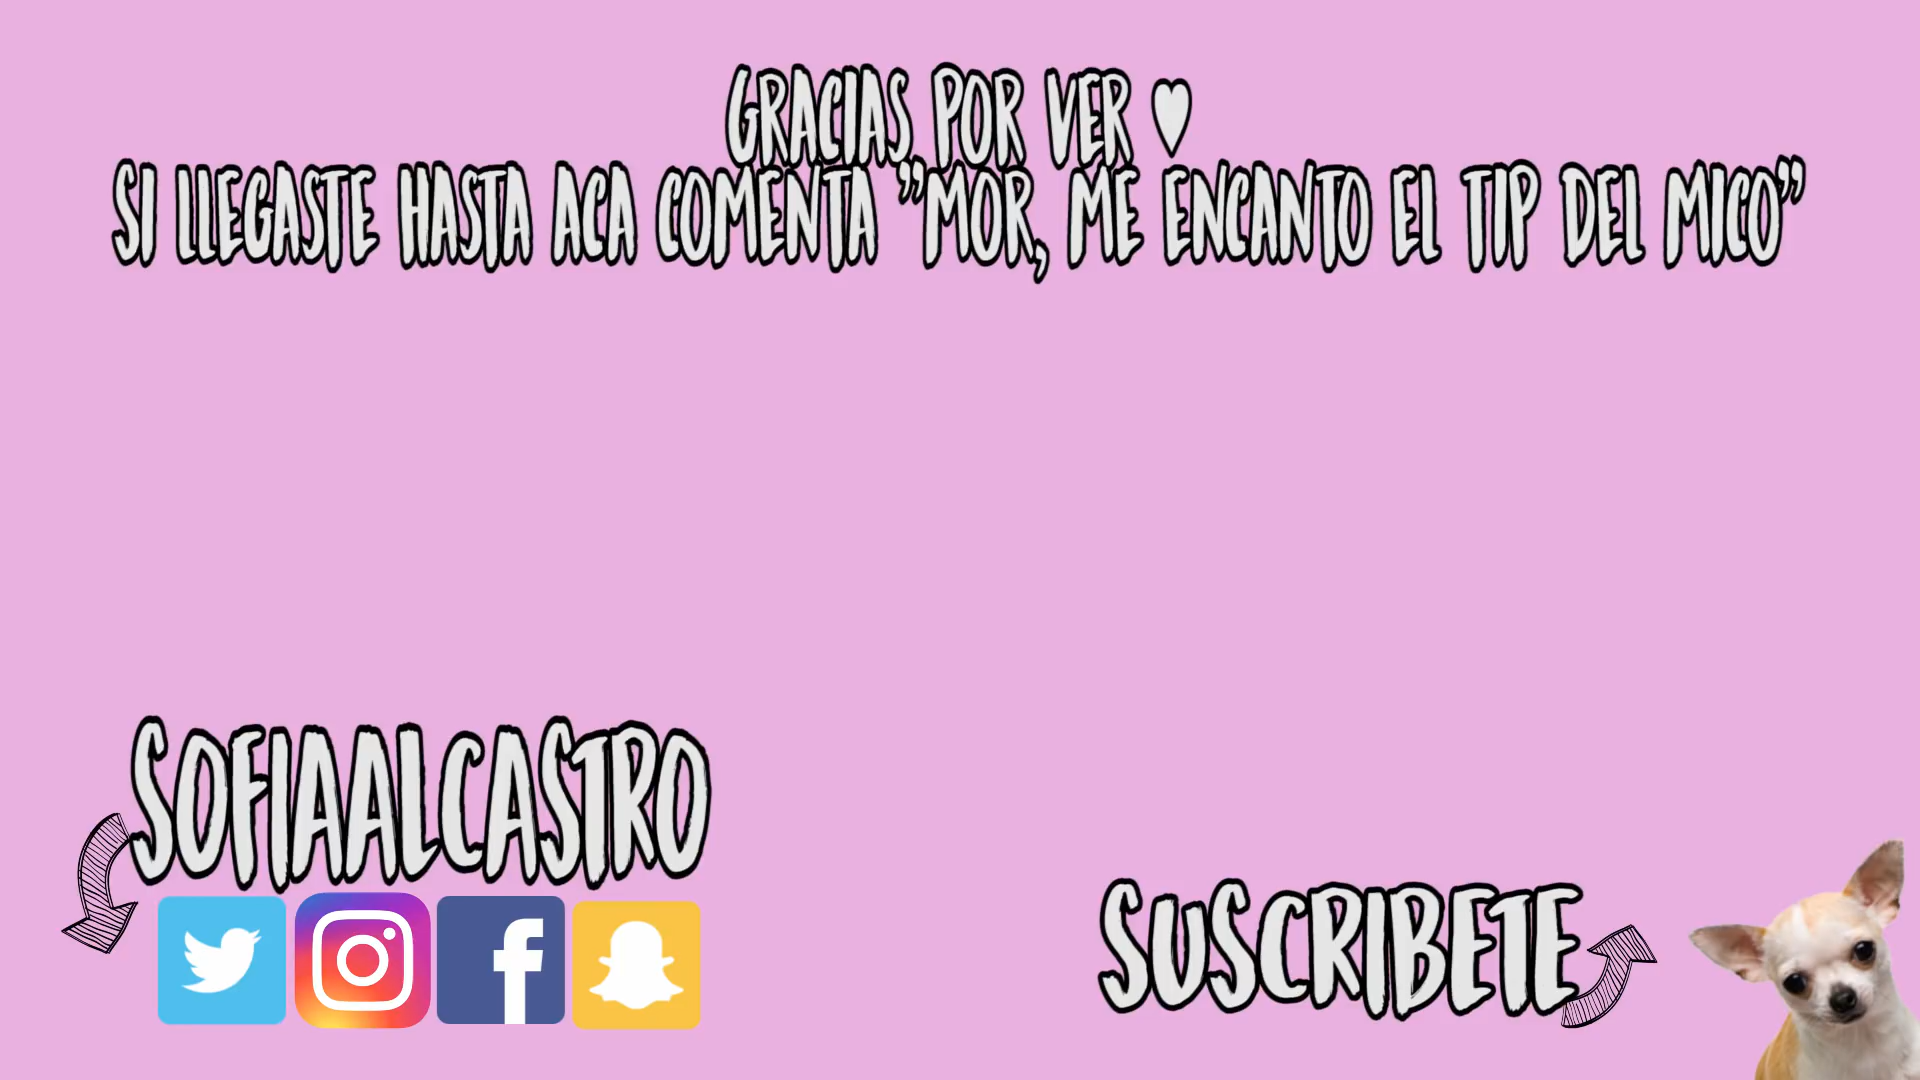 GRACIAS POR VER ♥
SI LLEGASTE HASTA ACA COMENTA "MOR, ME ENCANTO EL TIP DEL MICO"
SOFIAALCASTRO
SUSCRIBETE